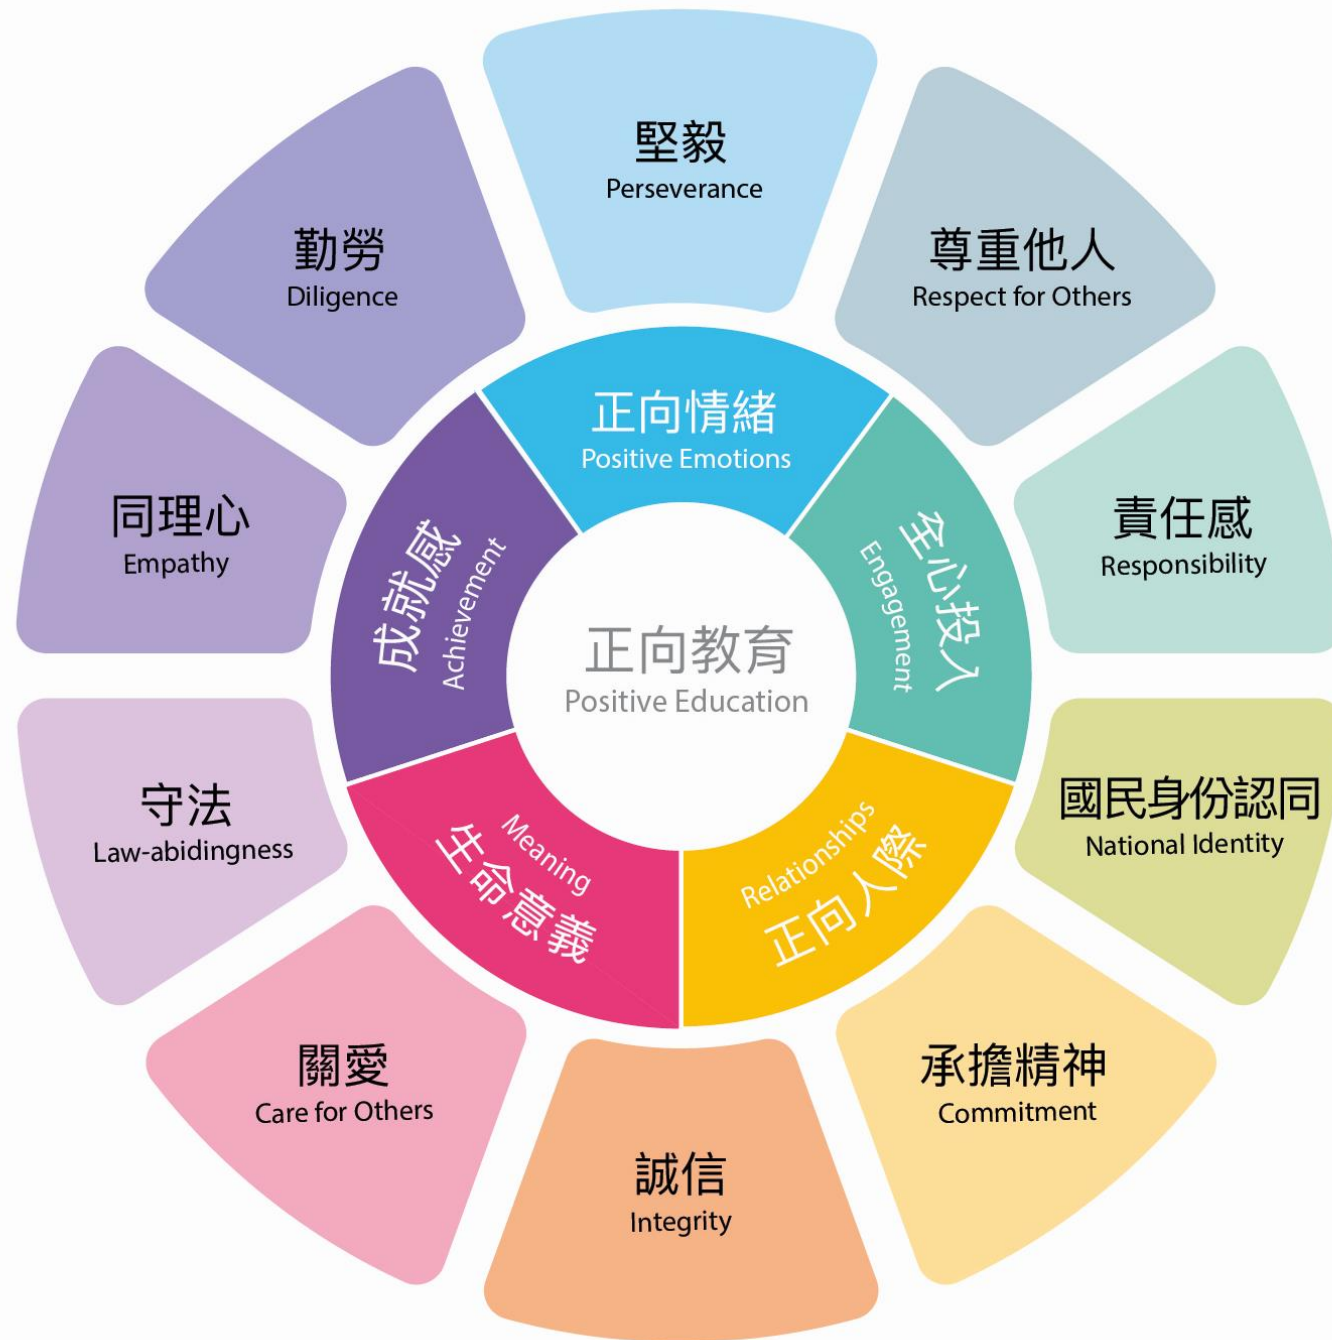 堅毅
Perseverance
尊重他人
Respect for Others
責任感
Responsibility
國民身份認同
National Identity
承擔精神
Commitment
誠信
Integrity
關愛
Care for Others
守法
Law-abidingness
同理心
Empathy
勤勞
Diligence
正向情緒
Positive Emotions
全心投入
Engagement
Relationships
正向人際
Meaning
生命意義
成就感
Achievement
正向教育
Positive Education